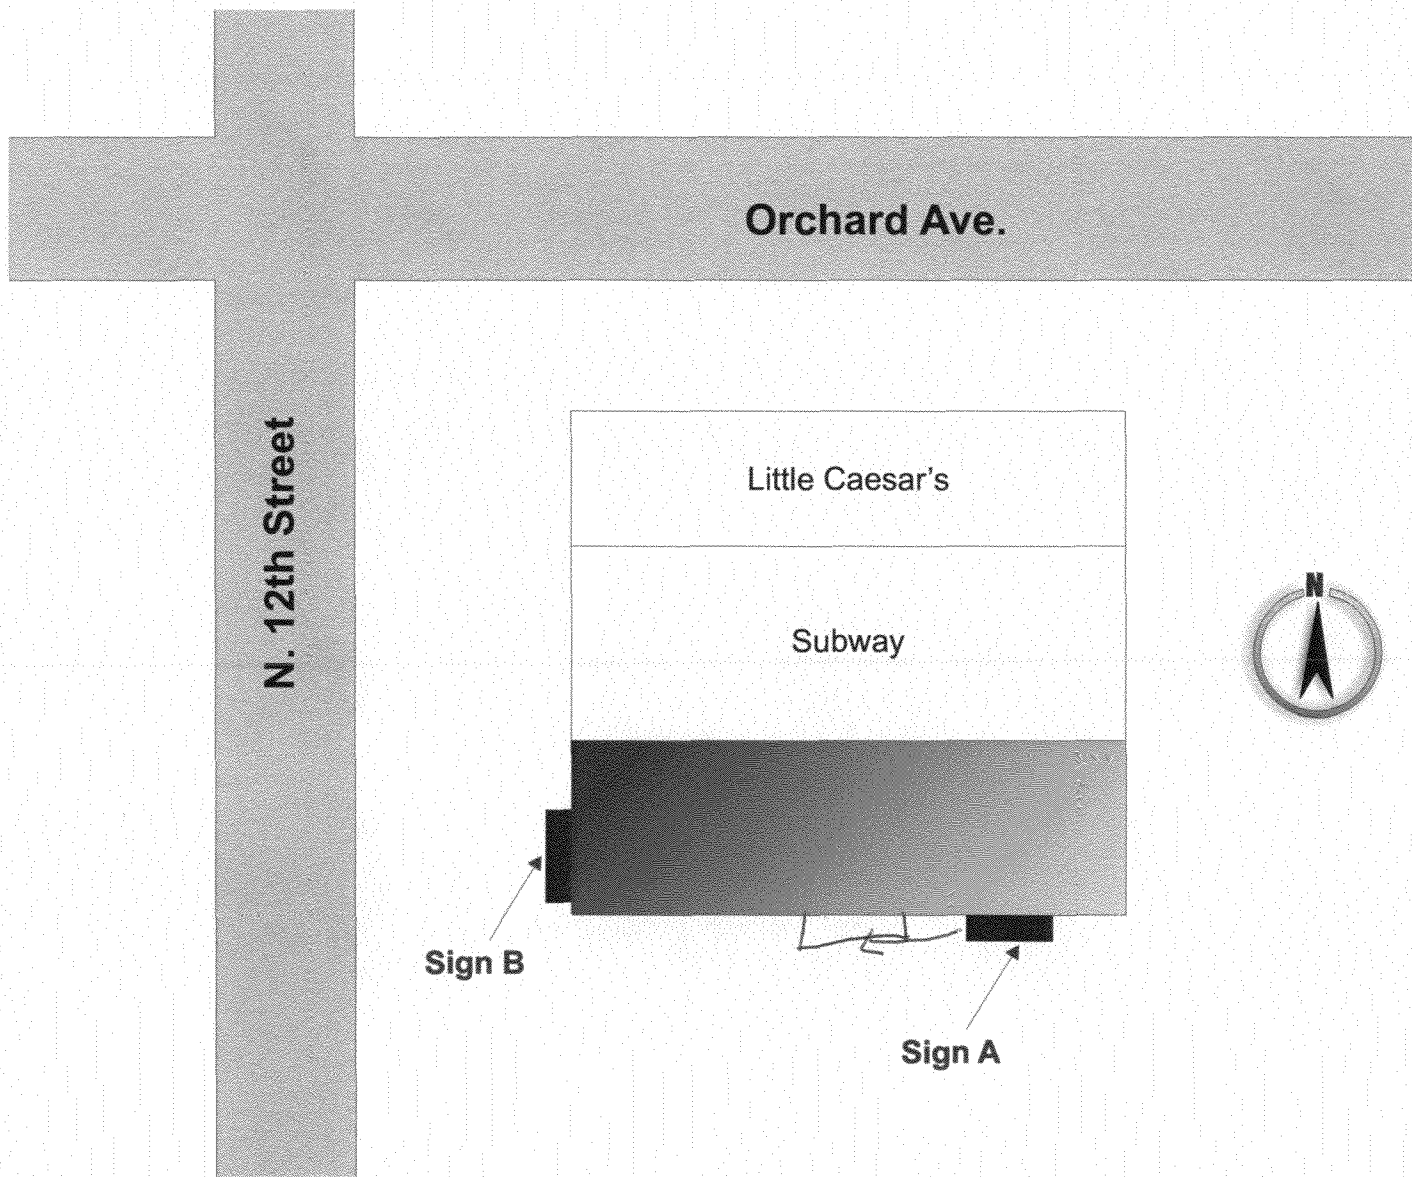 Orchard Ave.
N. 12th Street
Little Caesar's
Subway
N
Sign B
Sign A